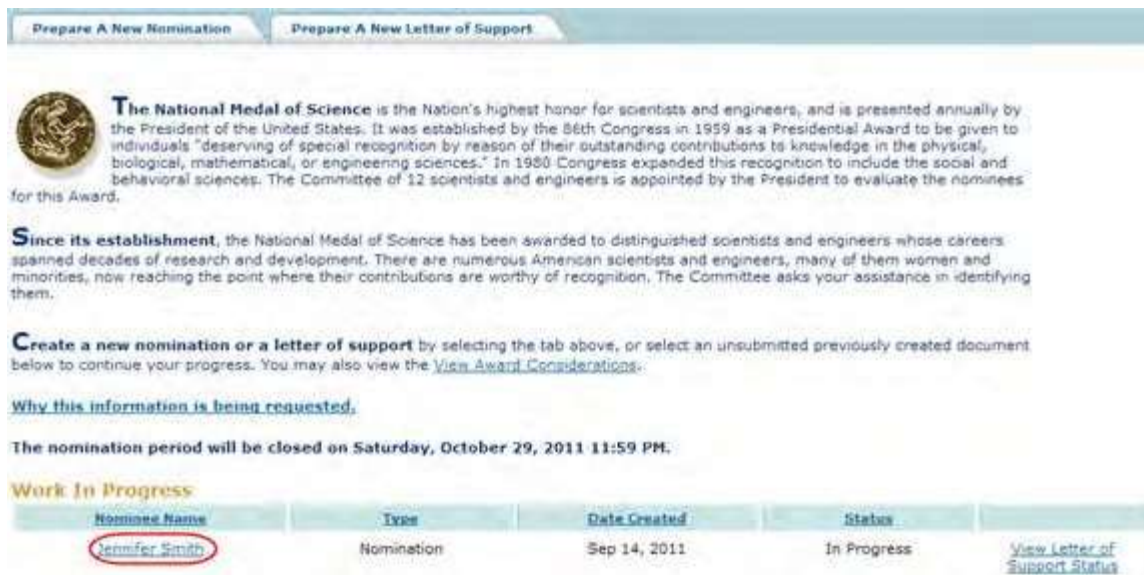 Prepare A New Nomination Prepare A New Letter of Support
The National Medal of Science is the Nation's highest honor for scientists and engineers, and is presented annually by
the President of the United States. It was established by the 86th Congress in 1959 as a Presidential Award to be given to
individuals "deserving of special recognition by reason of their outstanding contributions to knowledge in the physical,
biological, mathematical, or engineering sciences." In 1980 Congress expanded this recognition to include the social and
behavioral sciences. The Committee of 12 scientists and engineers is appointed by the President to evaluate the nominees
for this Award.
Since its establishment, the National Medal of Science has been awarded to distinguished scientists and engineers whose careers
spanned decades of research and development. There are numerous American scientists and engineers, many of them women and
minorities, now reaching the point where their contributions are worthy of recognition. The Committee asks your assistance in identifying
them.
Create a new nomination or a letter of support by selecting the tab above, or select an unsubmitted previously created document
below to continue your progress. You may also view the View Award Considerations.
Why this information is being requested.
The nomination period will be closed on Saturday, October 29, 2011 11:59 PM.
Work In Progress
Nominee Name Type Date Created Status
Jennifer Smith Nomination Sep 14, 2011 In Progress View Letter of
Support Status